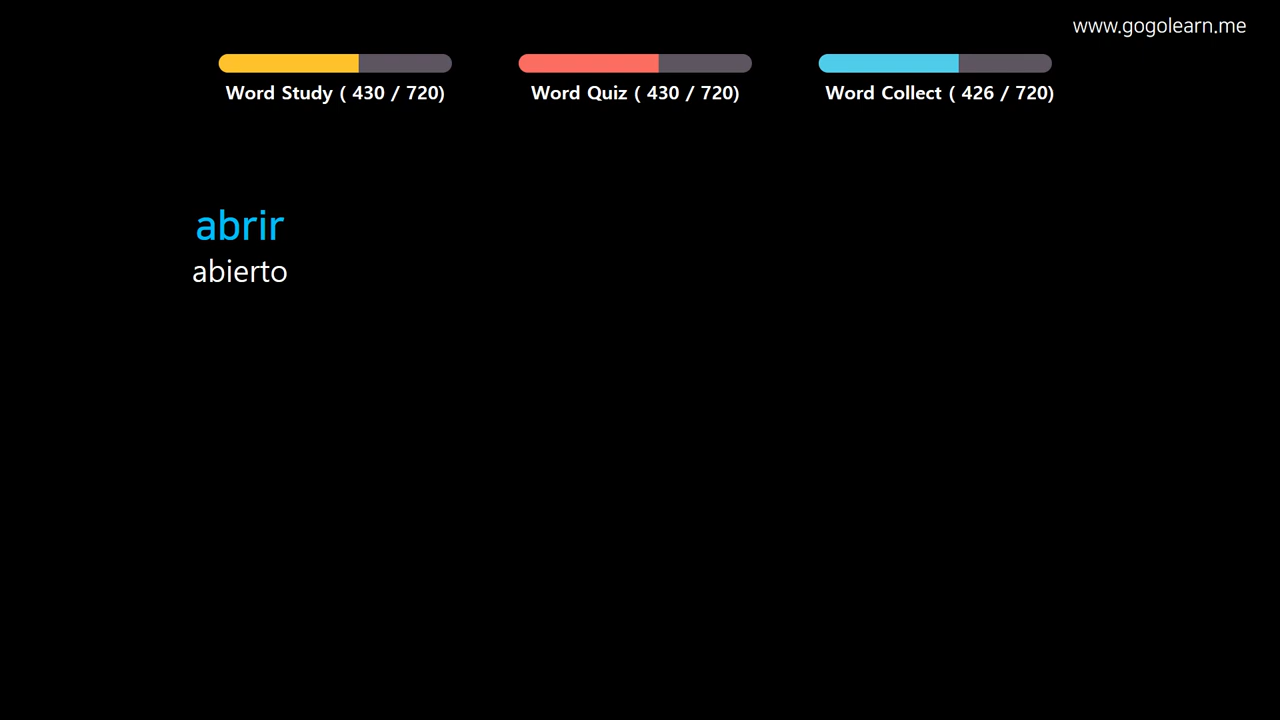 www.gogolearn.me
Word Study ( 430 / 720)
Word Quiz ( 430 / 720)
Word Collect ( 426 / 720)
abrir
abierto